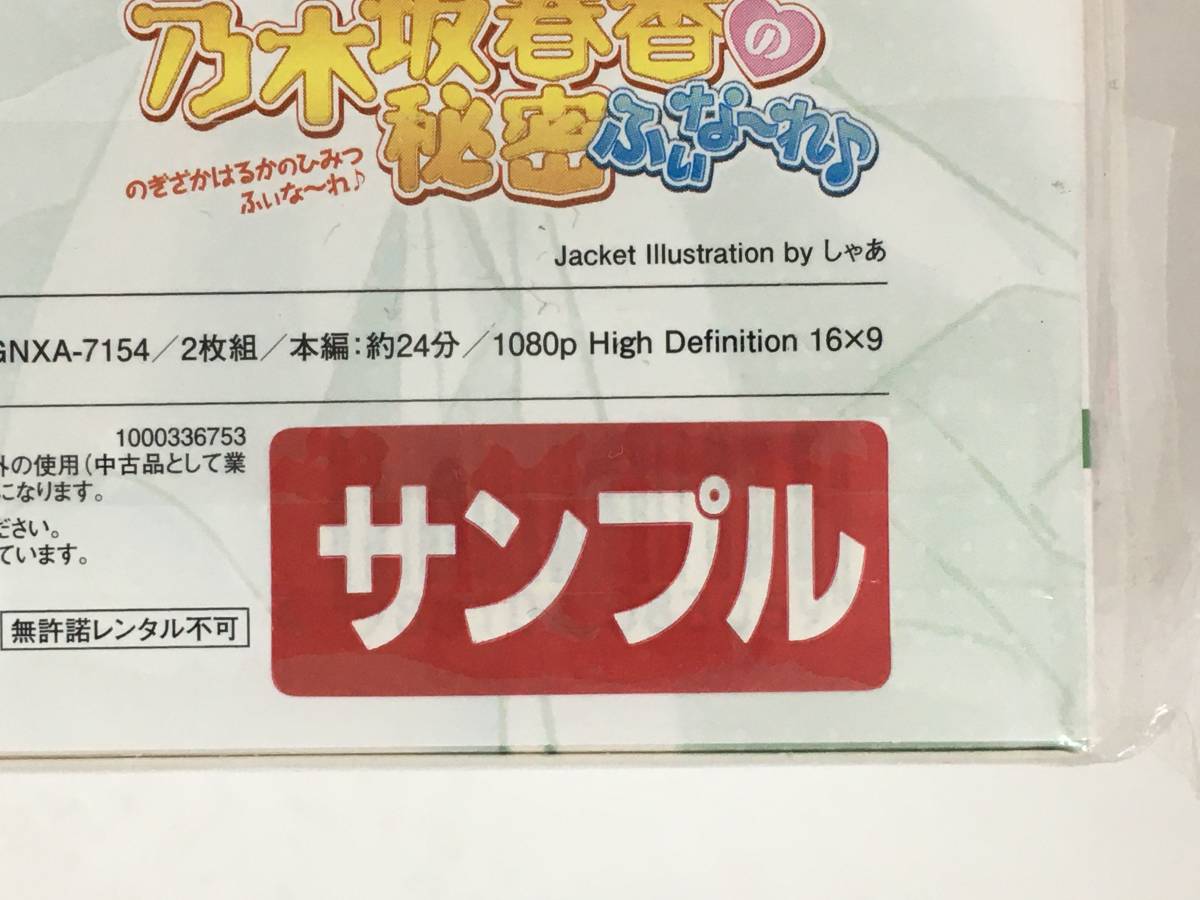 乃木坂春香の
秘密ふぃな〜れ♪
のぎざかはるかのひみつ
ふぃな〜れ♪
Jacket Illustration by しゃあ
GNXA-7154／2枚組／本編：約24分／1080p High Definition 16×9
1000336753
外の使用（中古品として業
になります。
ださい。
ています。
無許諾レンタル不可
サンプル